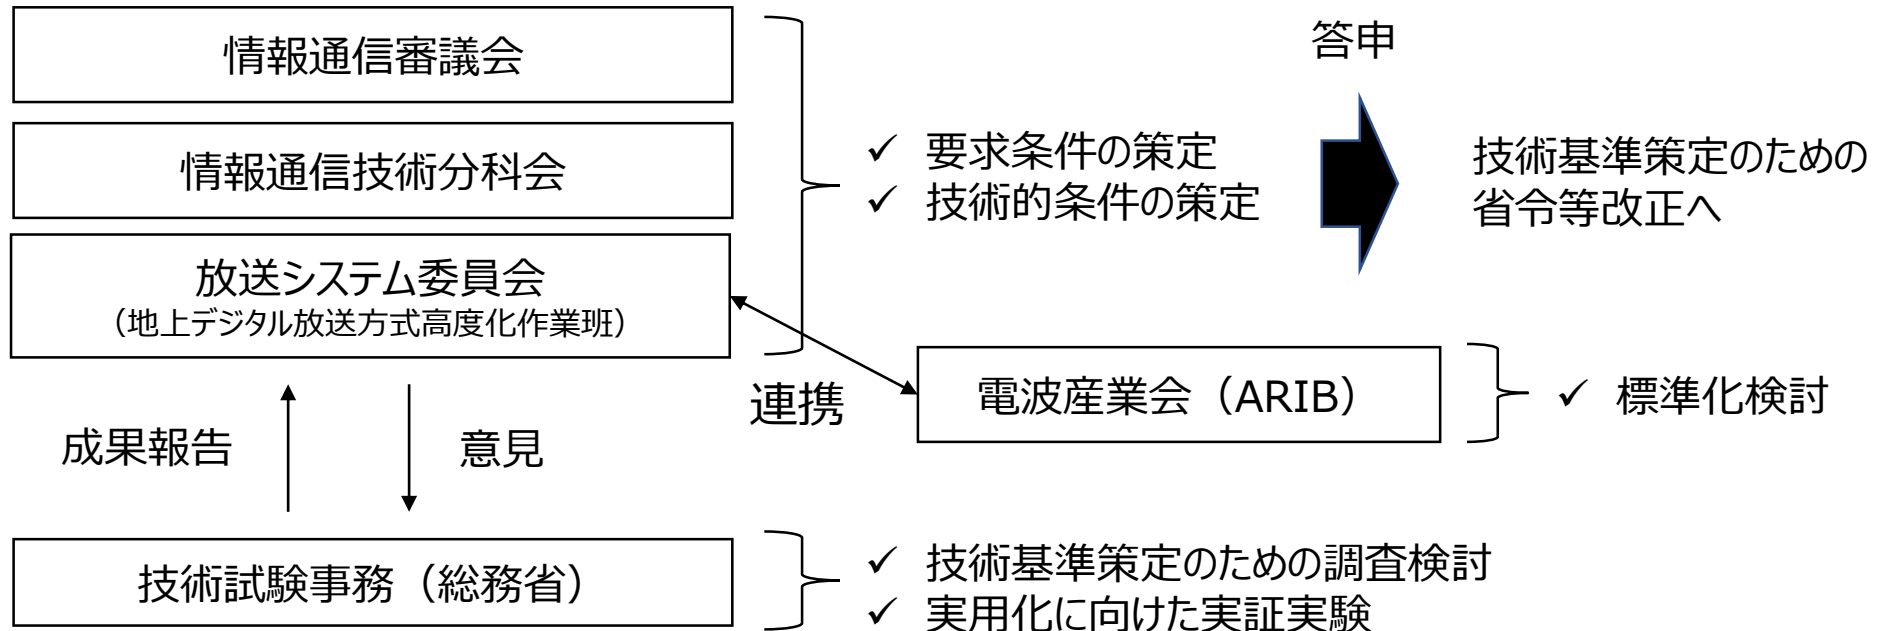 情報通信審議会
情報通信技術分科会
放送システム委員会
（地上デジタル放送方式高度化作業班）
✓ 要求条件の策定
✓ 技術的条件の策定
答申
技術基準策定のための
省令等改正へ
連携
電波産業会（ARIB）
✓ 標準化検討
成果報告
意見
技術試験事務（総務省）
✓ 技術基準策定のための調査検討
✓ 実用化に向けた実証実験